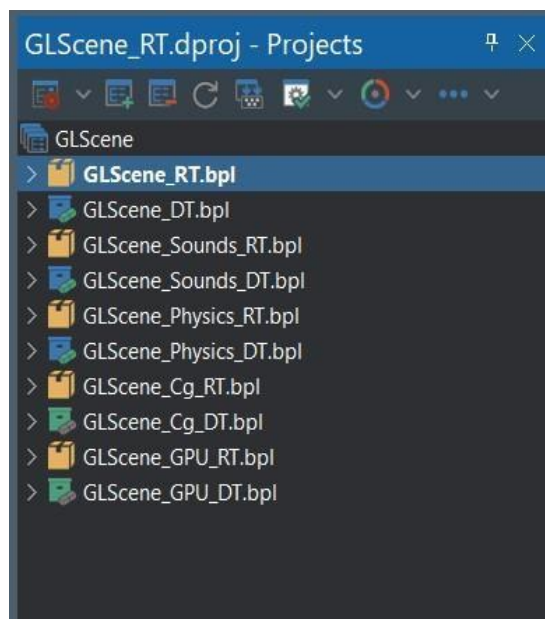 GLScene_RT.dproj - Projects
GLScene
GLScene_RT.bpl
GLScene_DT.bpl
GLScene_Sounds_RT.bpl
GLScene_Sounds_DT.bpl
GLScene_Physics_RT.bpl
GLScene_Physics_DT.bpl
GLScene_Cg_RT.bpl
GLScene_Cg_DT.bpl
GLScene_GPU_RT.bpl
GLScene_GPU_DT.bpl